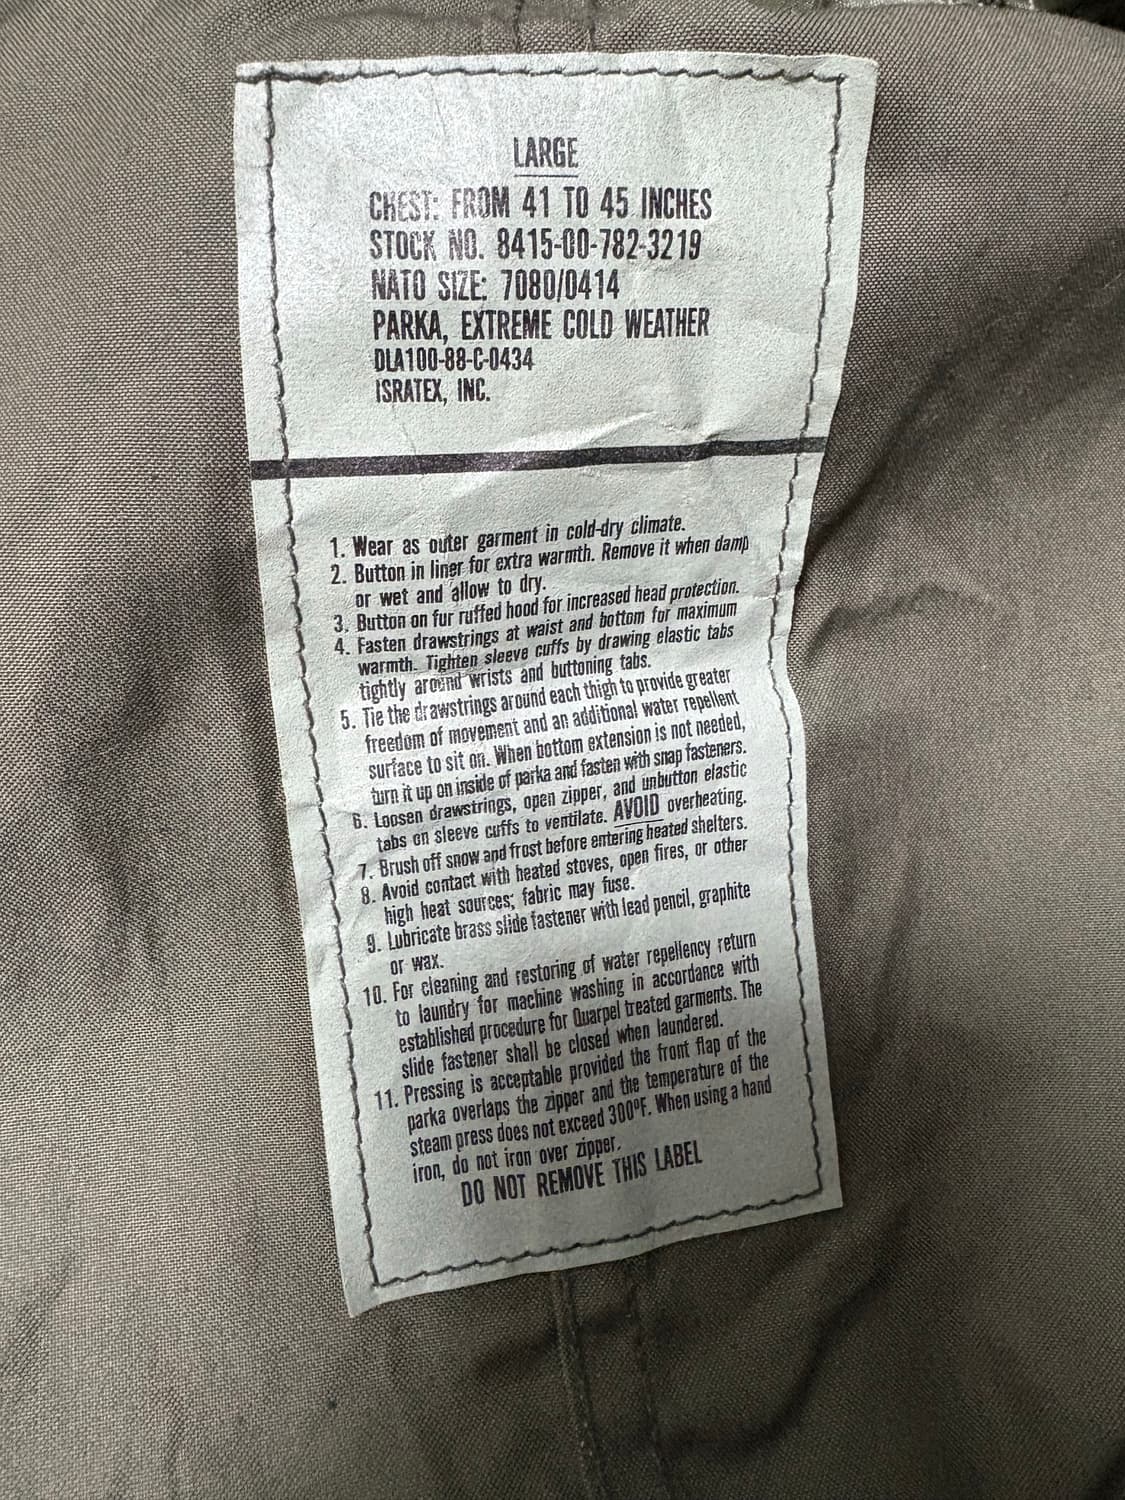 LARGE
CHEST: FROM 41 TO 45 INCHES
STOCK NO. 8415-00-782-3219
NATO SIZE: 7080/0414
PARKA, EXTREME COLD WEATHER
DLA100-88-C-0434
ISRATEX, INC.
1. Wear as outer garment in cold-dry climate.
2. Button in liner for extra warmth. Remove it when damp
or wet and allow to dry.
3. Button on fur ruffed hood for increased head protection.
4. Fasten drawstrings at waist and bottom for maximum
warmth. Tighten sleeve cuffs by drawing elastic tabs
tightly around wrists and buttoning tabs.
5. Tie the drawstrings around each thigh to provide greater
freedom of movement and an additional water repellent
surface to sit on. When bottom extension is not needed,
turn it up on inside of parka and fasten with snap fasteners.
6. Loosen drawstrings, open zipper, and unbutton elastic
tabs on sleeve cuffs to ventilate. AVOID overheating.
7. Brush off snow and frost before entering heated shelters.
8. Avoid contact with heated stoves, open fires, or other
high heat sources; fabric may fuse.
9. Lubricate brass slide fastener with lead pencil, graphite
or wax.
10. For cleaning and restoring of water repellency return
to laundry for machine washing in accordance with
established procedure for Quarpel treated garments. The
slide fastener shall be closed when laundered.
11. Pressing is acceptable provided the front flap of the
parka overlaps the zipper and the temperature of the
steam press does not exceed 300°F. When using a hand
iron, do not iron over zipper.
DO NOT REMOVE THIS LABEL